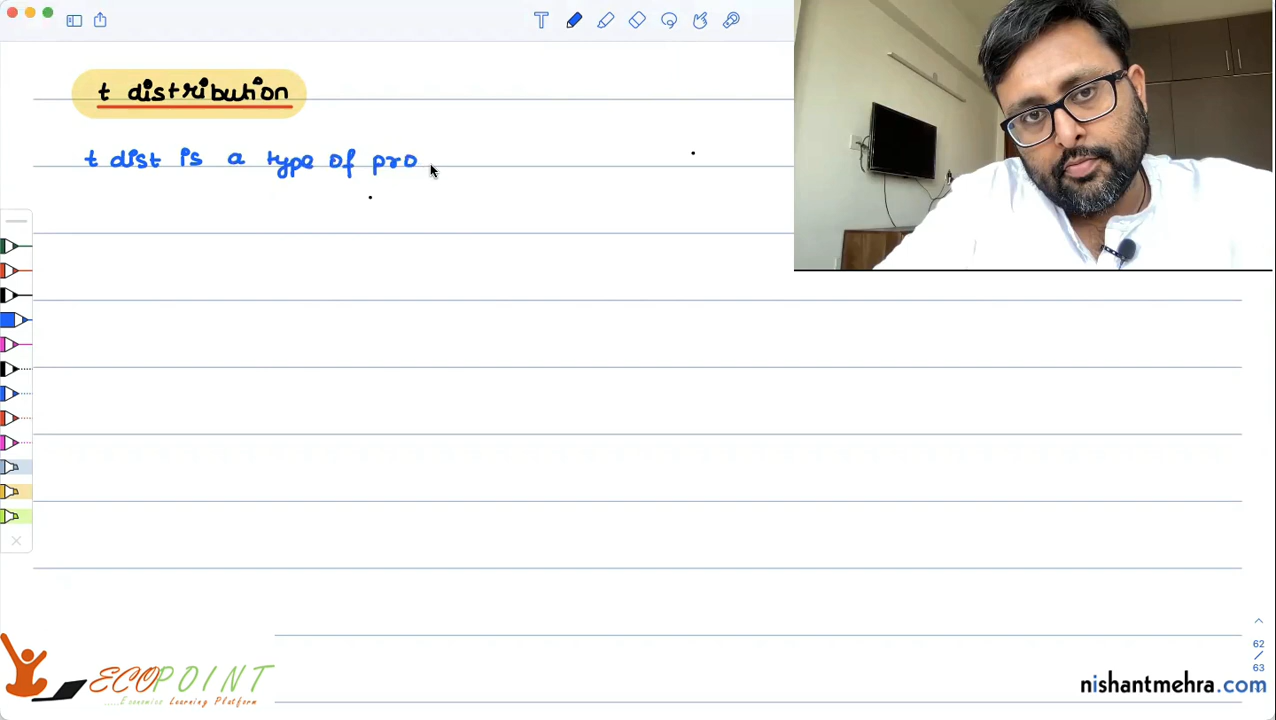 t distribution
t dist is a type of pro
62
/
63
ECOPOINT
.....Economics Learning Platform
nishantmehra.com